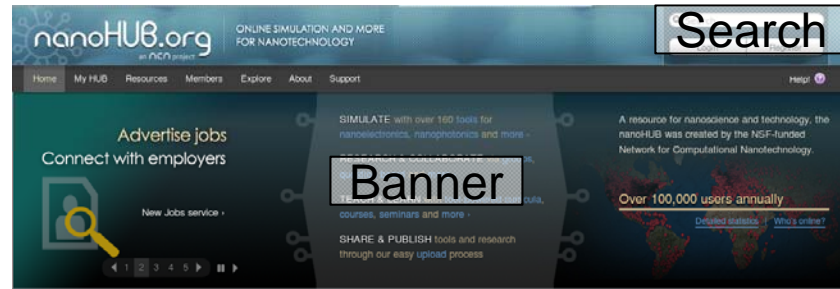 nanoHUB.org
an NCN project
ONLINE SIMULATION AND MORE
FOR NANOTECHNOLOGY
Search
Home My HUB Resources Members Explore About Support
Help!
Advertise jobs
Connect with employers
New Jobs service ›
1 2 3 4 5
SIMULATE with over 160 tools for
nanoelectronics, nanophotonics and more ›
RESEARCH & COLLABORATE
Banner
TEACH & LEARN
courses, seminars and more ›
SHARE & PUBLISH tools and research
through our easy upload process
A resource for nanoscience and technology, the
nanoHUB was created by the NSF-funded
Network for Computational Nanotechnology.
Over 100,000 users annually
Detailed statistics | Who's online?